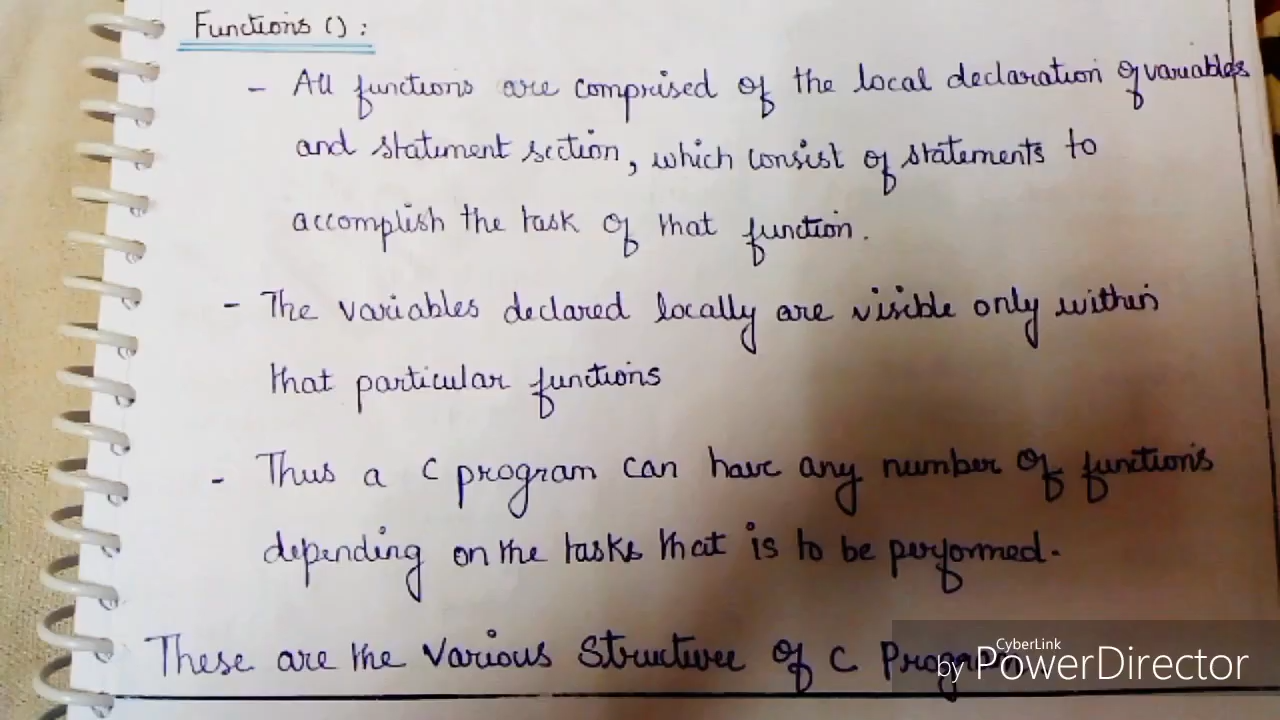 Functions () :
- All functions are comprised of the local declaration of variables
and statement section, which consist of statements to
accomplish the task of that function.
- The variables declared locally are visible only within
that particular functions
- Thus a C program can have any number of functions
depending on the tasks that is to be performed.
These are the various Structure of C Program
CyberLink
by PowerDirector